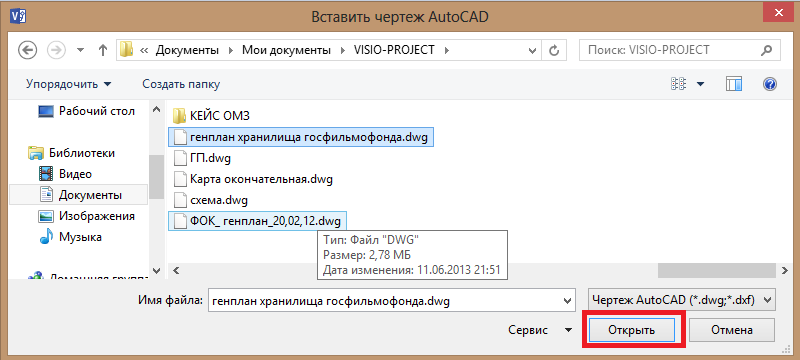 Вставить чертеж AutoCAD
« Документы ▸ Мои документы ▸ VISIO-PROJECT ▸
Поиск: VISIO-PROJECT
Упорядочить
Создать папку
Рабочий стол
Библиотеки
Видео
Документы
Изображения
Музыка
Домашняя группа
КЕЙС ОМЗ
генплан хранилища госфильмофонда.dwg
ГП.dwg
Карта окончательная.dwg
схема.dwg
ФОК_ генплан_20,02,12.dwg
Тип: Файл "DWG"
Размер: 2,78 МБ
Дата изменения: 11.06.2013 21:51
Имя файла:
генплан хранилища госфильмофонда.dwg
Чертеж AutoCAD (*.dwg;*.dxf)
Сервис
Открыть
Отмена